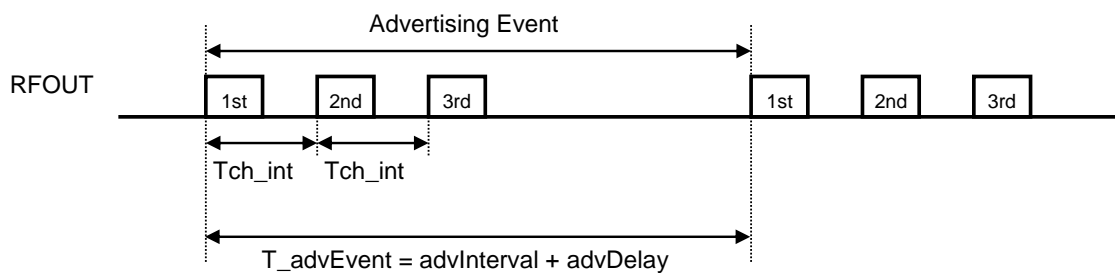 Advertising Event
RFOUT
1st 2nd 3rd 1st 2nd 3rd
Tch_int Tch_int
T_advEvent = advInterval + advDelay